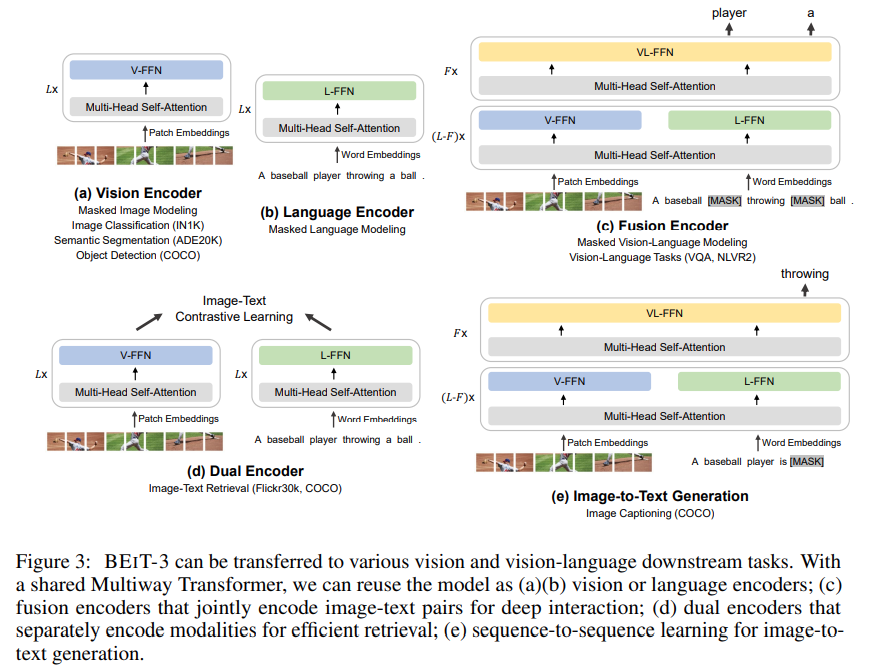 V-FFN
Lx
Multi-Head Self-Attention
Patch Embeddings
(a) Vision Encoder
Masked Image Modeling
Image Classification (IN1K)
Semantic Segmentation (ADE20K)
Object Detection (COCO)
L-FFN
Lx
Multi-Head Self-Attention
Word Embeddings
A baseball player throwing a ball .
(b) Language Encoder
Masked Language Modeling
player a
VL-FFN
Fx
Multi-Head Self-Attention
V-FFN L-FFN
(L-F)x
Multi-Head Self-Attention
Patch Embeddings Word Embeddings
A baseball [MASK] throwing [MASK] ball .
(c) Fusion Encoder
Masked Vision-Language Modeling
Vision-Language Tasks (VQA, NLVR2)
Image-Text
Contrastive Learning
V-FFN L-FFN
Lx Lx
Multi-Head Self-Attention Multi-Head Self-Attention
Patch Embeddings Word Embeddings
A baseball player throwing a ball .
(d) Dual Encoder
Image-Text Retrieval (Flickr30k, COCO)
throwing
VL-FFN
Fx
Multi-Head Self-Attention
V-FFN L-FFN
(L-F)x
Multi-Head Self-Attention
Patch Embeddings Word Embeddings
A baseball player is [MASK]
(e) Image-to-Text Generation
Image Captioning (COCO)
Figure 3: BEIT-3 can be transferred to various vision and vision-language downstream tasks. With
a shared Multiway Transformer, we can reuse the model as (a)(b) vision or language encoders; (c)
fusion encoders that jointly encode image-text pairs for deep interaction; (d) dual encoders that
separately encode modalities for efficient retrieval; (e) sequence-to-sequence learning for image-to-
text generation.